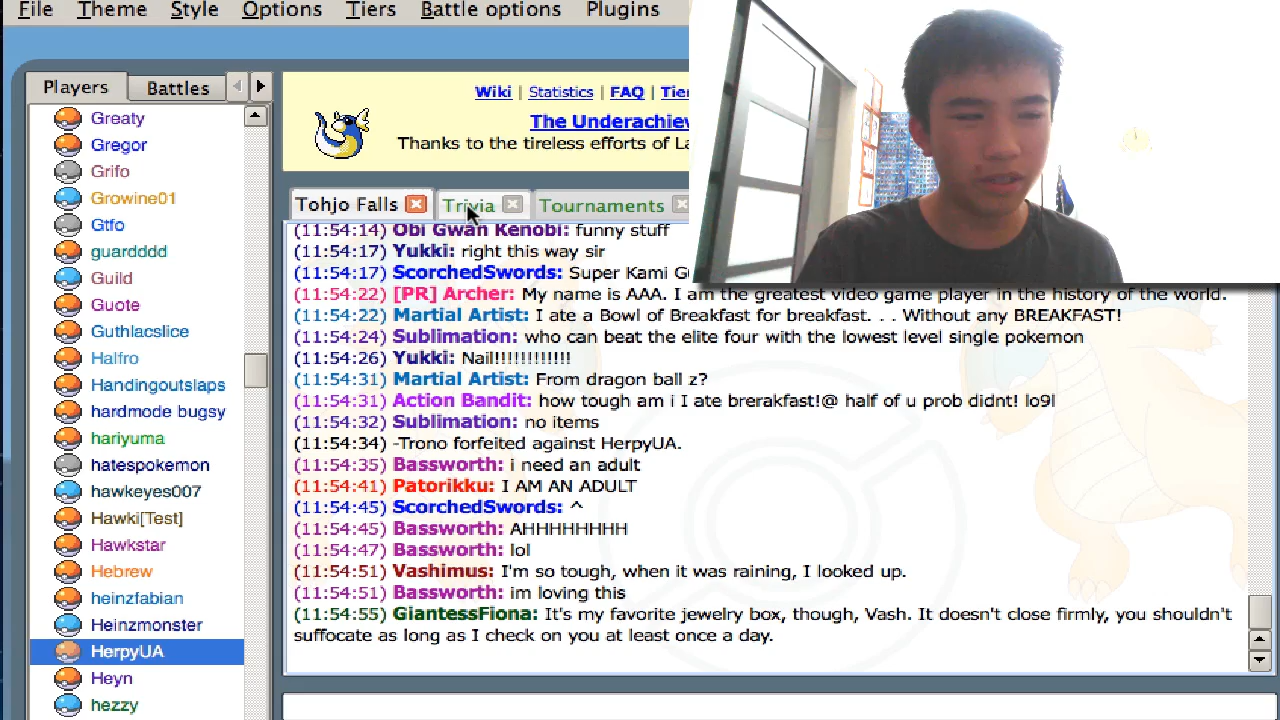 File Theme Style Options Tiers Battle options Plugins
Players Battles
Greaty
Gregor
Grifo
Growine01
Gtfo
guardddd
Guild
Guote
Guthlacslice
Halfro
Handingoutslaps
hardmode bugsy
hariyuma
hatespokemon
hawkeyes007
Hawki[Test]
Hawkstar
Hebrew
heinzfabian
Heinzmonster
HerpyUA
Heyn
hezzy
Wiki | Statistics | FAQ | Tier
The Underachiev
Thanks to the tireless efforts of La
Tohjo Falls Trivia Tournaments
(11:54:14) Obi Gwan Kenobi: funny stuff
(11:54:17) Yukki: right this way sir
(11:54:17) ScorchedSwords: Super Kami G
(11:54:22) [PR] Archer: My name is AAA. I am the greatest video game player in the history of the world.
(11:54:22) Martial Artist: I ate a Bowl of Breakfast for breakfast. . . Without any BREAKFAST!
(11:54:24) Sublimation: who can beat the elite four with the lowest level single pokemon
(11:54:26) Yukki: Nail!!!!!!!!!!!!
(11:54:31) Martial Artist: From dragon ball z?
(11:54:31) Action Bandit: how tough am i I ate brerakfast!@ half of u prob didnt! lo9l
(11:54:32) Sublimation: no items
(11:54:34) -Trono forfeited against HerpyUA.
(11:54:35) Bassworth: i need an adult
(11:54:41) Patorikku: I AM AN ADULT
(11:54:45) ScorchedSwords: ^
(11:54:45) Bassworth: AHHHHHHHH
(11:54:47) Bassworth: lol
(11:54:51) Vashimus: I'm so tough, when it was raining, I looked up.
(11:54:51) Bassworth: im loving this
(11:54:55) GiantessFiona: It's my favorite jewelry box, though, Vash. It doesn't close firmly, you shouldn't
suffocate as long as I check on you at least once a day.